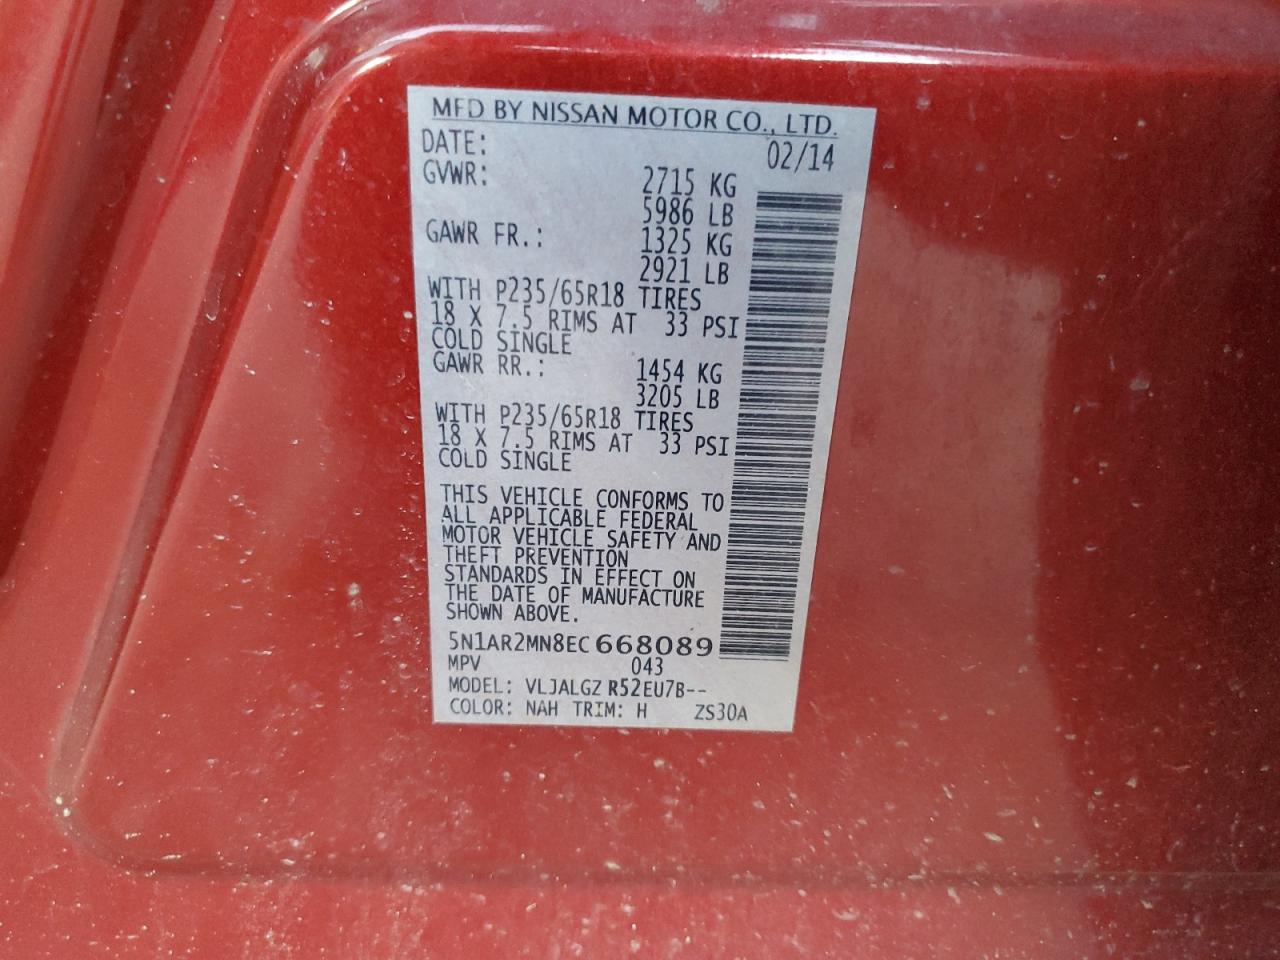 MFD BY NISSAN MOTOR CO., LTD.
DATE: 02/14
GVWR: 2715 KG
5986 LB
GAWR FR.: 1325 KG
2921 LB
WITH P235/65R18 TIRES
18 X 7.5 RIMS AT 33 PSI
COLD SINGLE
GAWR RR.: 1454 KG
3205 LB
WITH P235/65R18 TIRES
18 X 7.5 RIMS AT 33 PSI
COLD SINGLE
THIS VEHICLE CONFORMS TO
ALL APPLICABLE FEDERAL
MOTOR VEHICLE SAFETY AND
THEFT PREVENTION
STANDARDS IN EFFECT ON
THE DATE OF MANUFACTURE
SHOWN ABOVE.
5N1AR2MN8EC668089
MPV 043
MODEL: VLJALGZ R52EU7B--
COLOR: NAH TRIM: H ZS30A